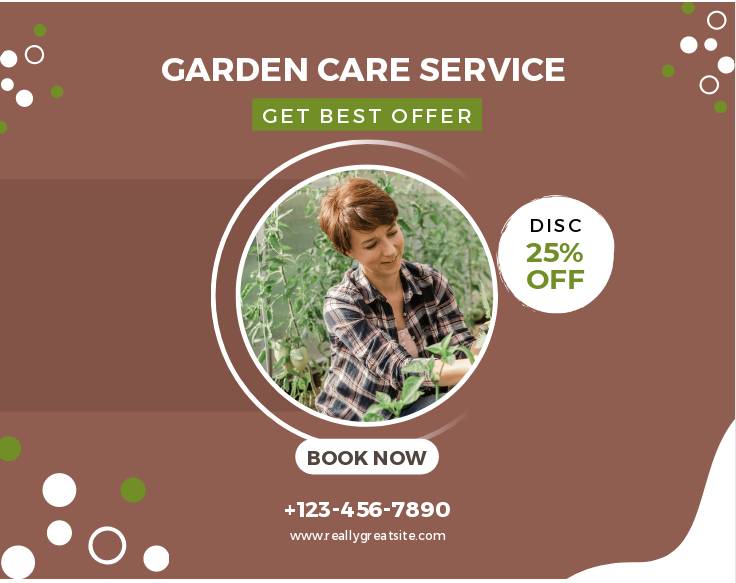 GARDEN CARE SERVICE
GET BEST OFFER
DISC
25%
OFF
BOOK NOW
+123-456-7890
www.reallygreatsite.com